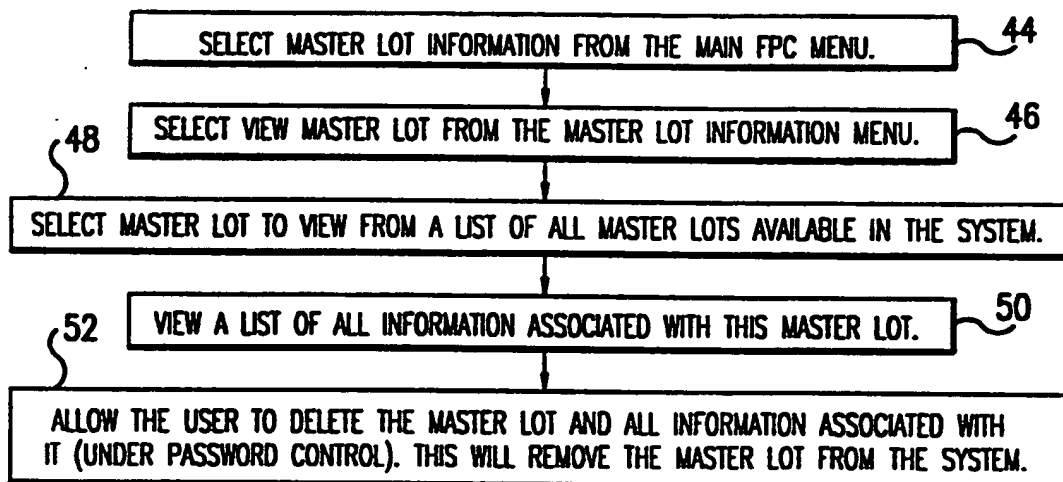 SELECT MASTER LOT INFORMATION FROM THE MAIN FPC MENU.
44
SELECT VIEW MASTER LOT FROM THE MASTER LOT INFORMATION MENU.
46
48
SELECT MASTER LOT TO VIEW FROM A LIST OF ALL MASTER LOTS AVAILABLE IN THE SYSTEM.
VIEW A LIST OF ALL INFORMATION ASSOCIATED WITH THIS MASTER LOT.
50
52
ALLOW THE USER TO DELETE THE MASTER LOT AND ALL INFORMATION ASSOCIATED WITH
IT (UNDER PASSWORD CONTROL). THIS WILL REMOVE THE MASTER LOT FROM THE SYSTEM.